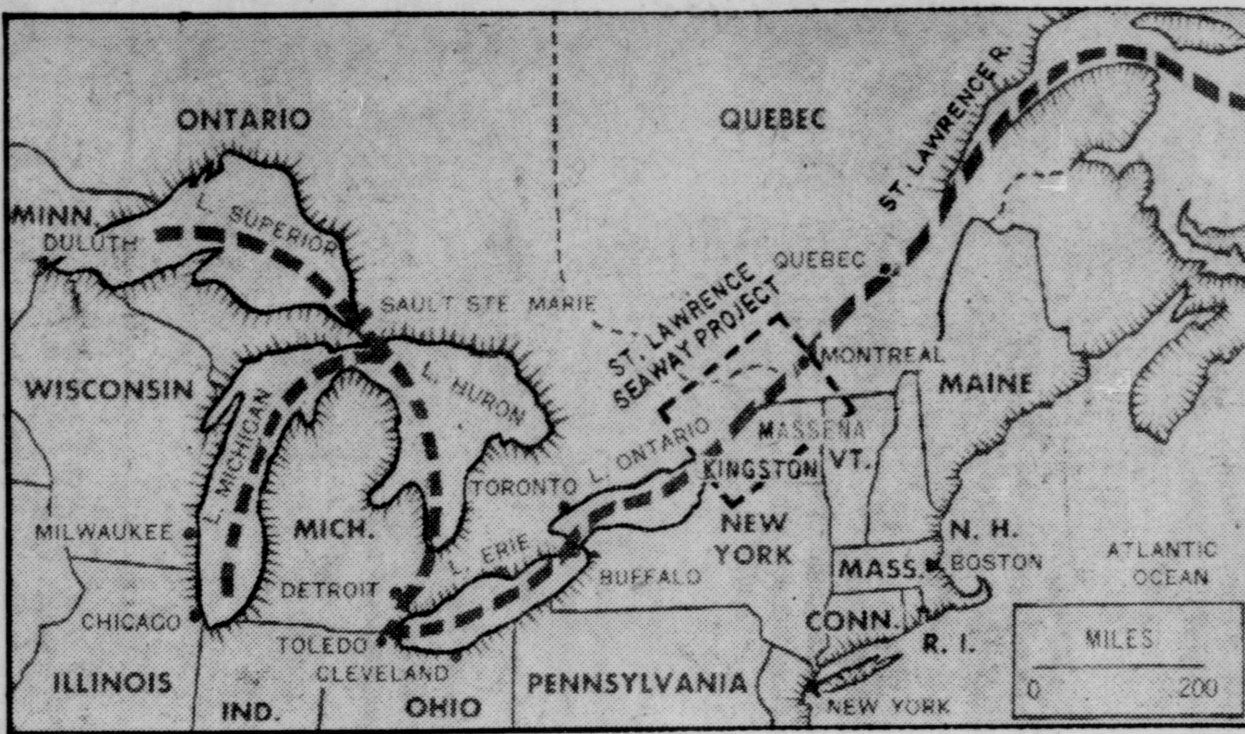 ONTARIO
QUEBEC
ST. LAWRENCE R.
MINN.
DULUTH
L. SUPERIOR
QUEBEC
SAULT STE MARIE
ST. LAWRENCE
SEAWAY PROJECT
MONTREAL
WISCONSIN
L. HURON
MAINE
L. MICHIGAN
L. ONTARIO
MASSENA
KINGSTON
VT.
TORONTO
MILWAUKEE
MICH.
NEW
YORK
N. H.
L. ERIE
MASS.
BOSTON
ATLANTIC
OCEAN
DETROIT
BUFFALO
CHICAGO
CONN.
R. I.
TOLEDO
CLEVELAND
MILES
0 200
ILLINOIS
IND.
OHIO
PENNSYLVANIA
NEW YORK